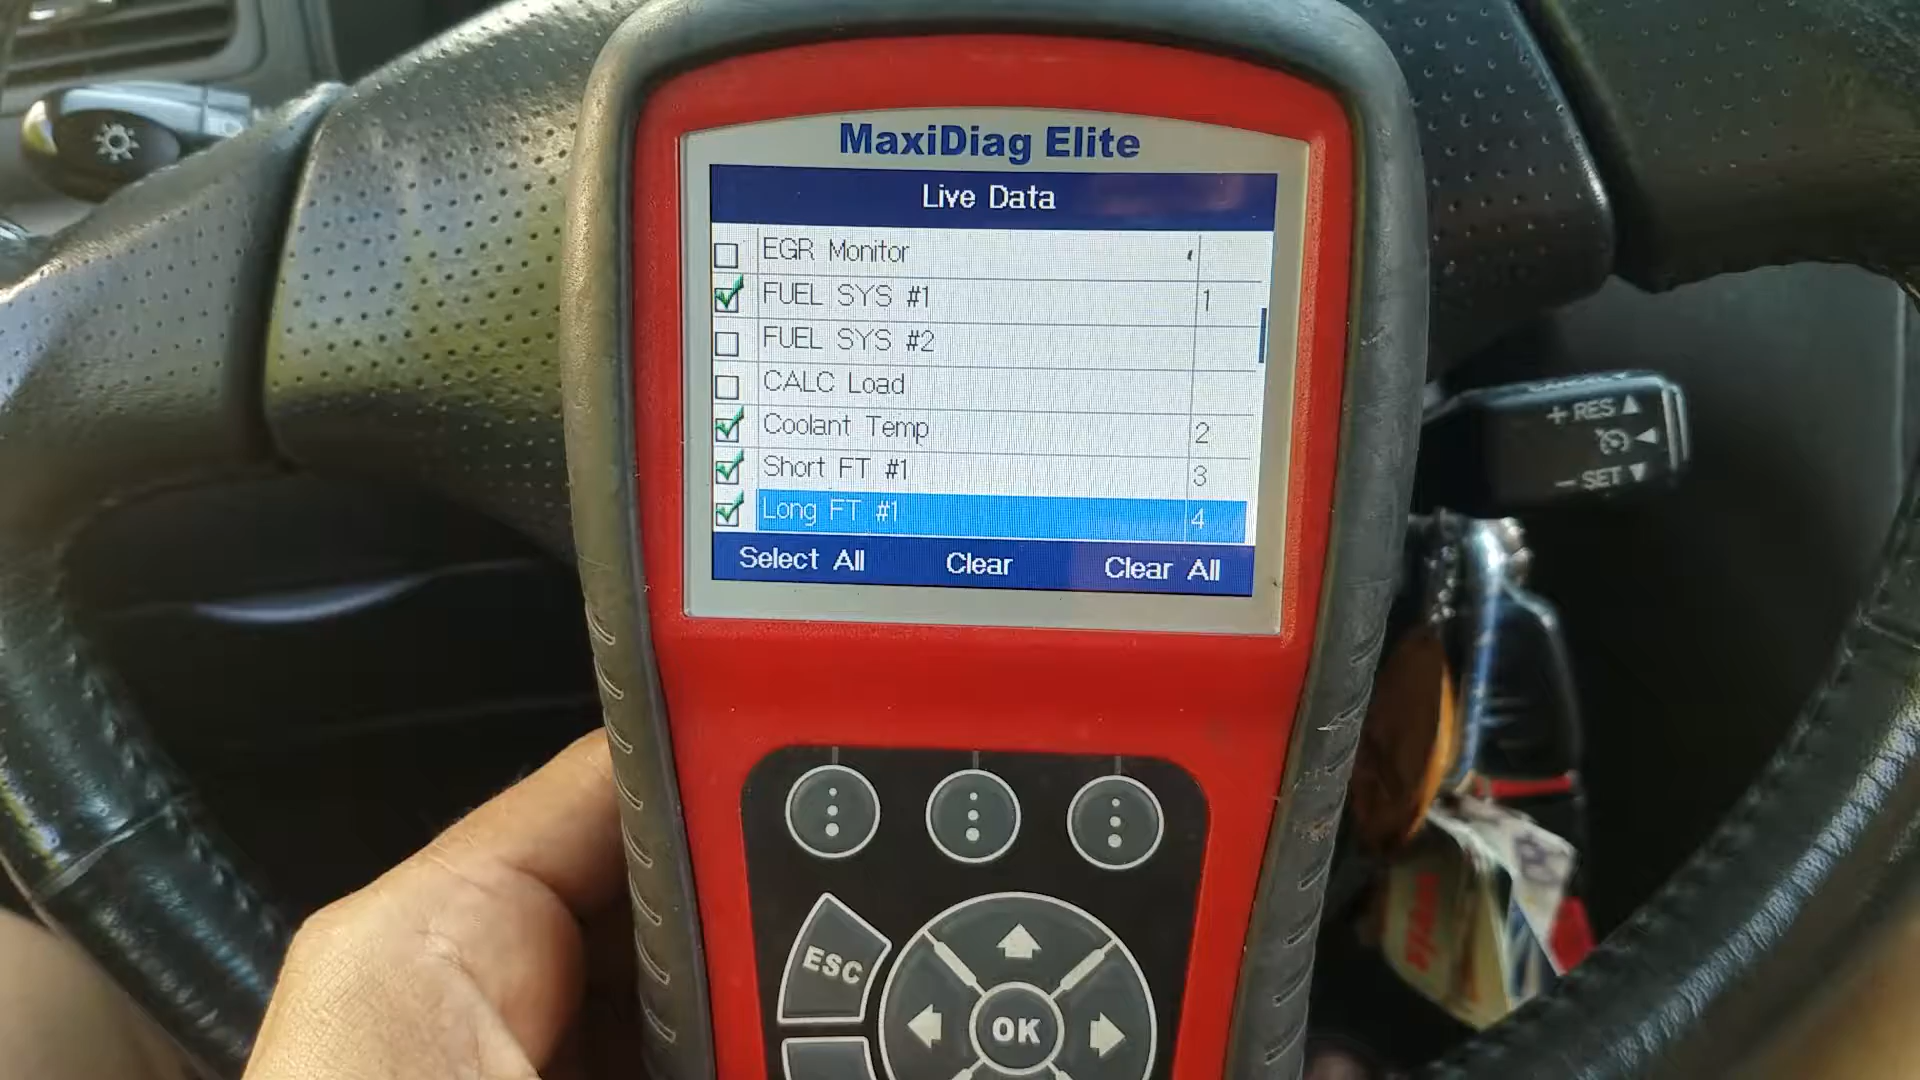 MaxiDiag Elite
Live Data
EGR Monitor
FUEL SYS #1 1
FUEL SYS #2
CALC Load
Coolant Temp 2
Short FT #1 3
Long FT #1 4
Select All Clear Clear All
+ RES ▲
− SET ▼
ESC
OK